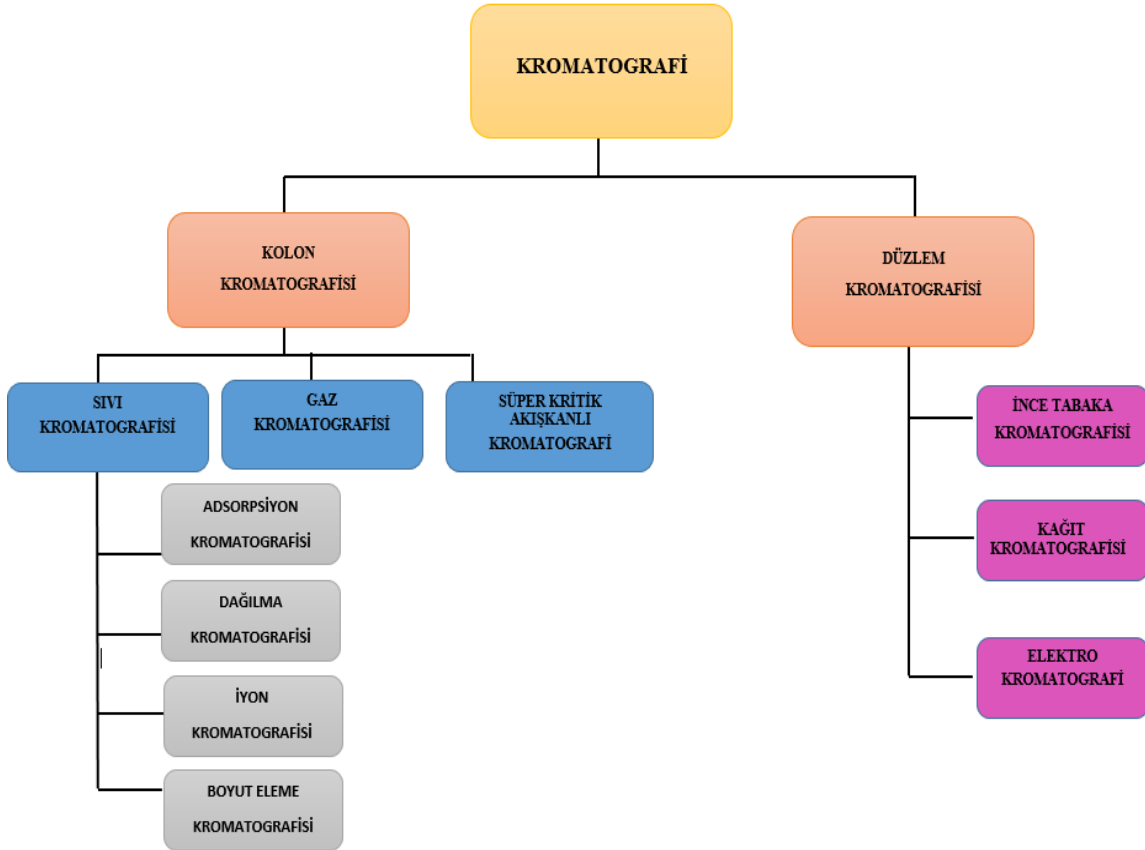 KROMATOGRAFİ
KOLON
KROMATOGRAFİSİ
DÜZLEM
KROMATOGRAFİSİ
SIVI
KROMATOGRAFİSİ
GAZ
KROMATOGRAFİSİ
SÜPER KRİTİK
AKIŞKANLI
KROMATOGRAFİ
ADSORPSİYON
KROMATOGRAFİSİ
DAĞILMA
KROMATOGRAFİSİ
İYON
KROMATOGRAFİSİ
BOYUT ELEME
KROMATOGRAFİSİ
İNCE TABAKA
KROMATOGRAFİSİ
KAĞIT
KROMATOGRAFİSİ
ELEKTRO
KROMATOGRAFİ